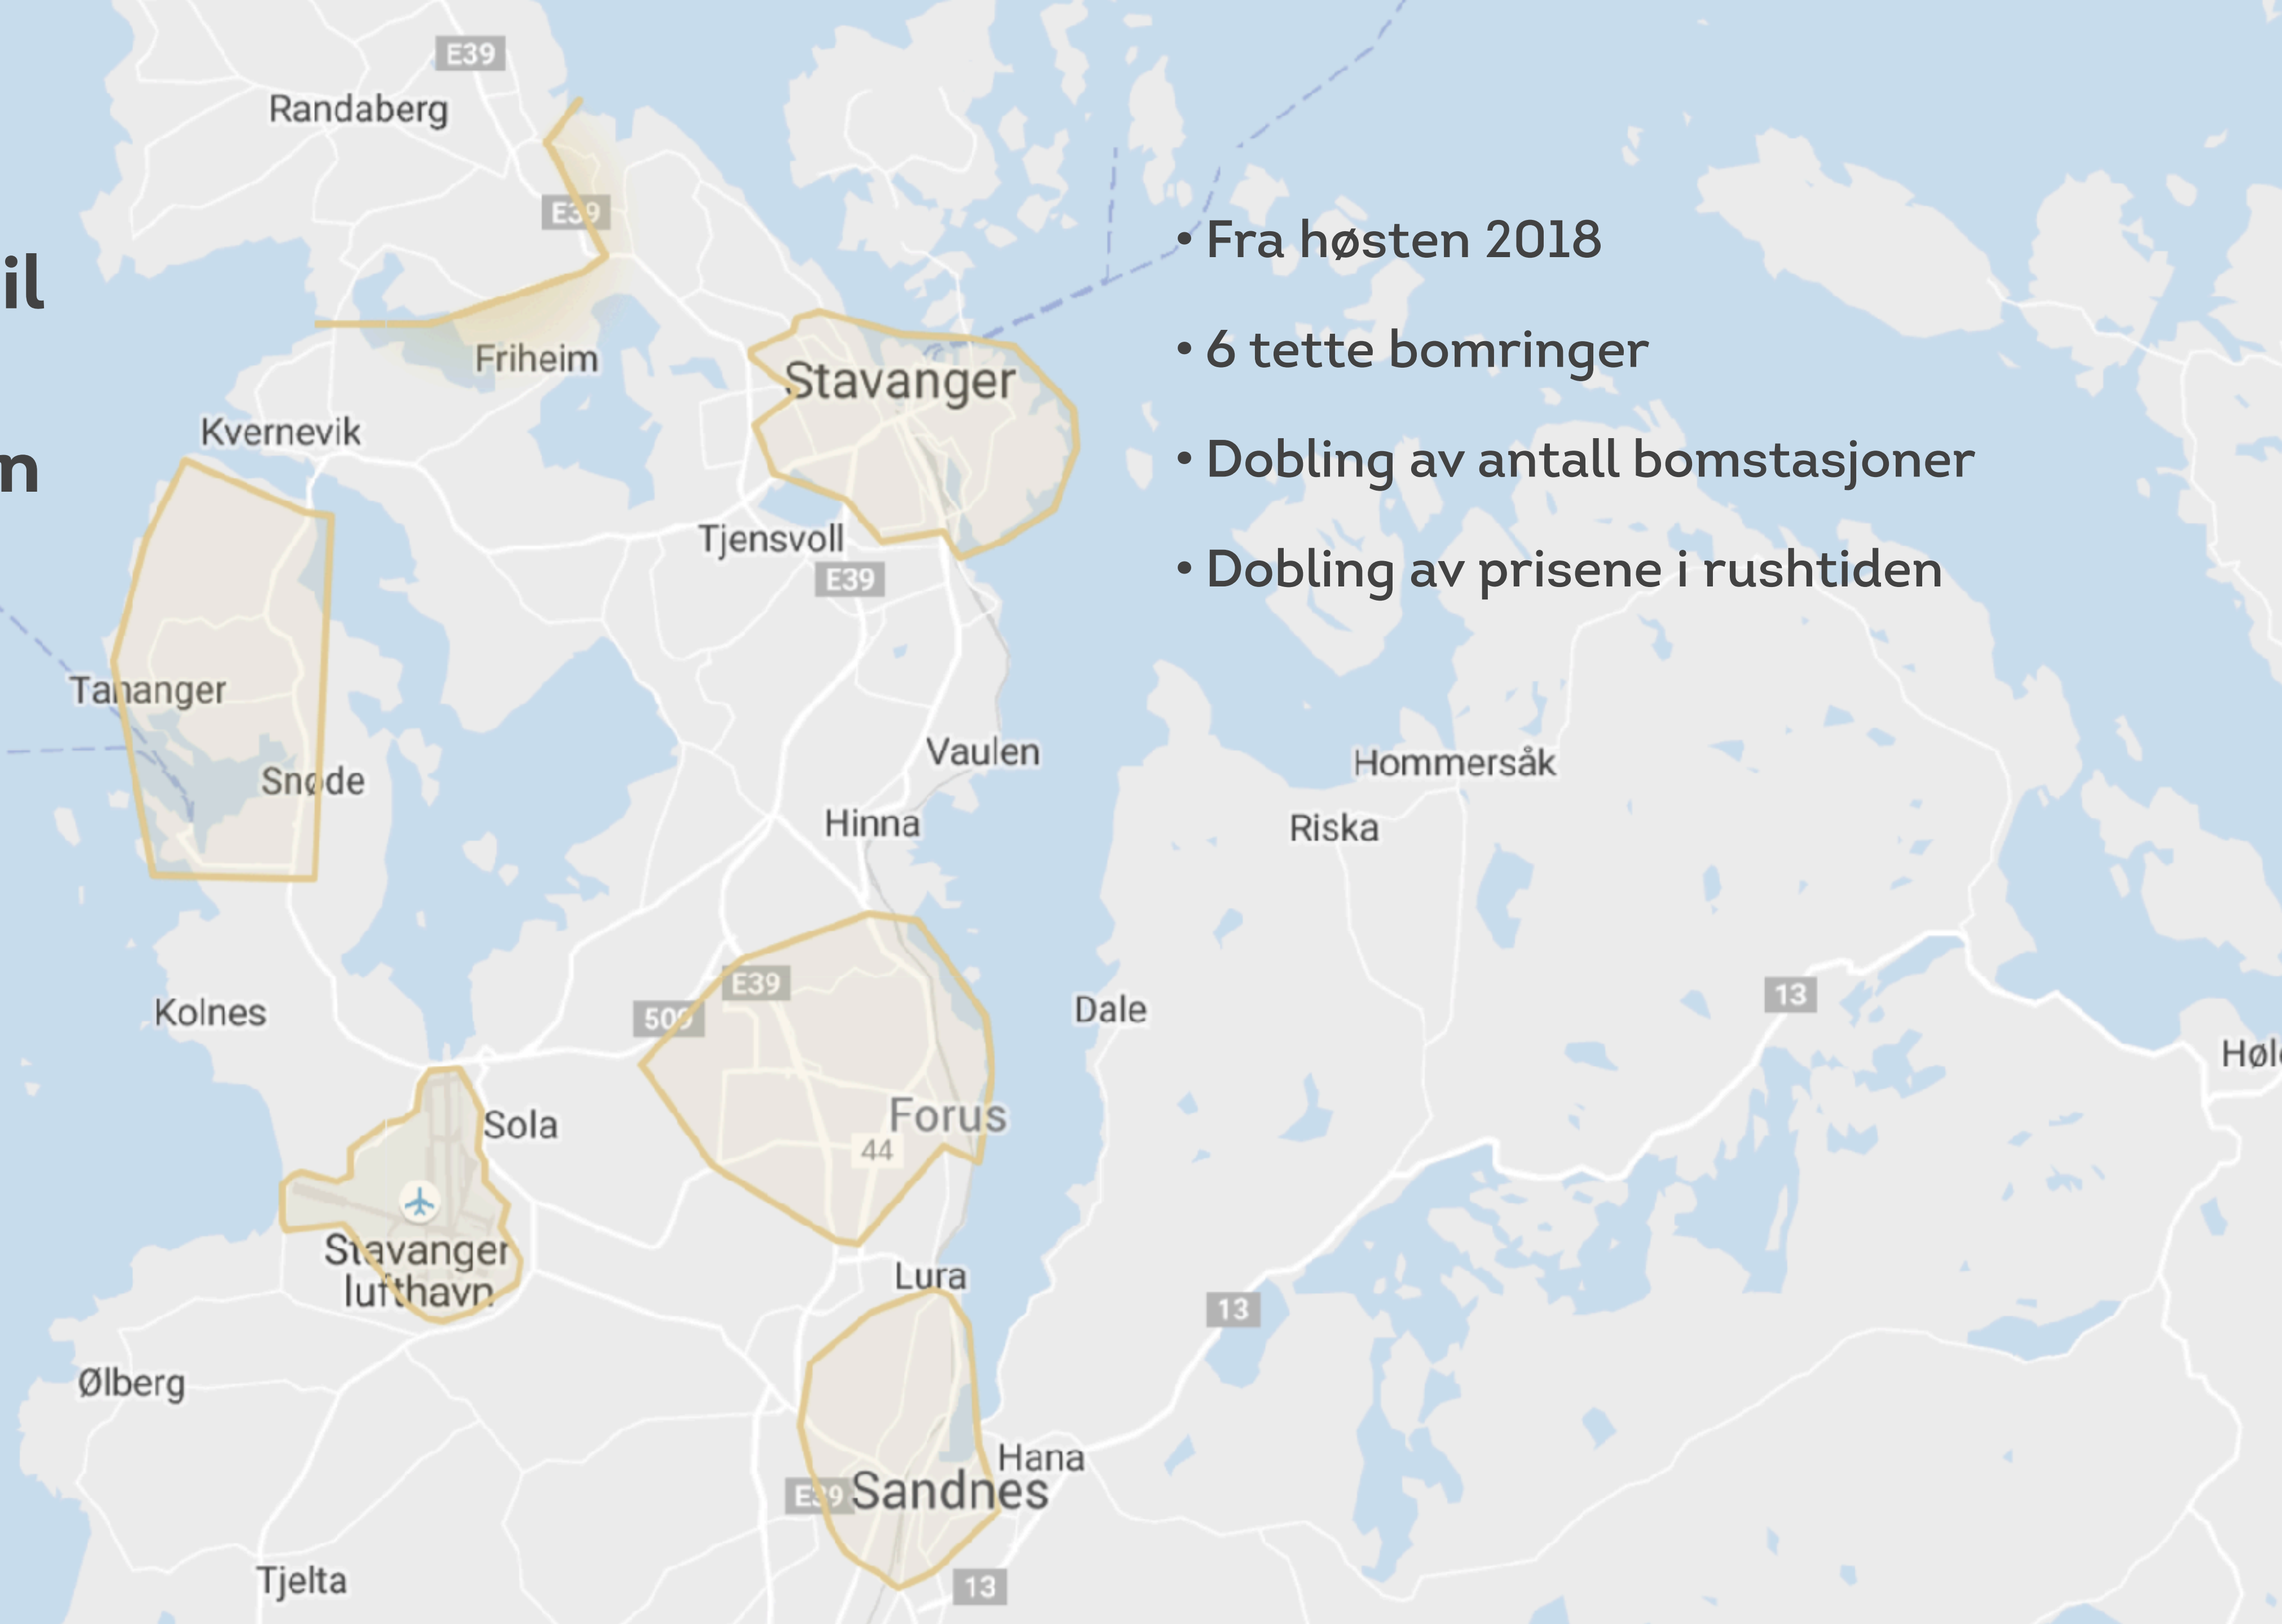 E39
Randaberg
E39
il
n
• Fra høsten 2018
• 6 tette bomringer
• Dobling av antall bomstasjoner
• Dobling av prisene i rushtiden
Friheim
Stavanger
Kvernevik
Tjensvoll
E39
Tananger
Snøde
Vaulen
Hommersåk
Hinna
Riska
E39
509
Kolnes
Dale
13
Høl
Sola
Forus
44
Stavanger
lufthavn
Lura
13
Ølberg
Hana
E39
Sandnes
Tjelta
13